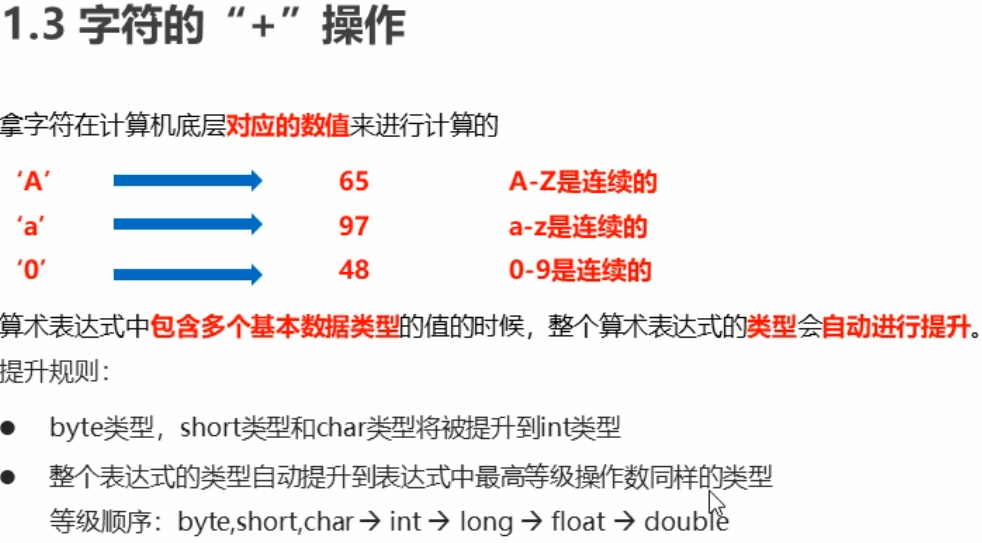 1.3 字符的“+”操作
拿字符在计算机底层对应的数值来进行计算的
‘A’ 65 A-Z是连续的
‘a’ 97 a-z是连续的
‘0’ 48 0-9是连续的
算术表达式中包含多个基本数据类型的值的时候，整个算术表达式的类型会自动进行提升。
提升规则：
● byte类型，short类型和char类型将被提升到int类型
● 整个表达式的类型自动提升到表达式中最高等级操作数同样的类型
等级顺序：byte,short,char → int → long → float → double